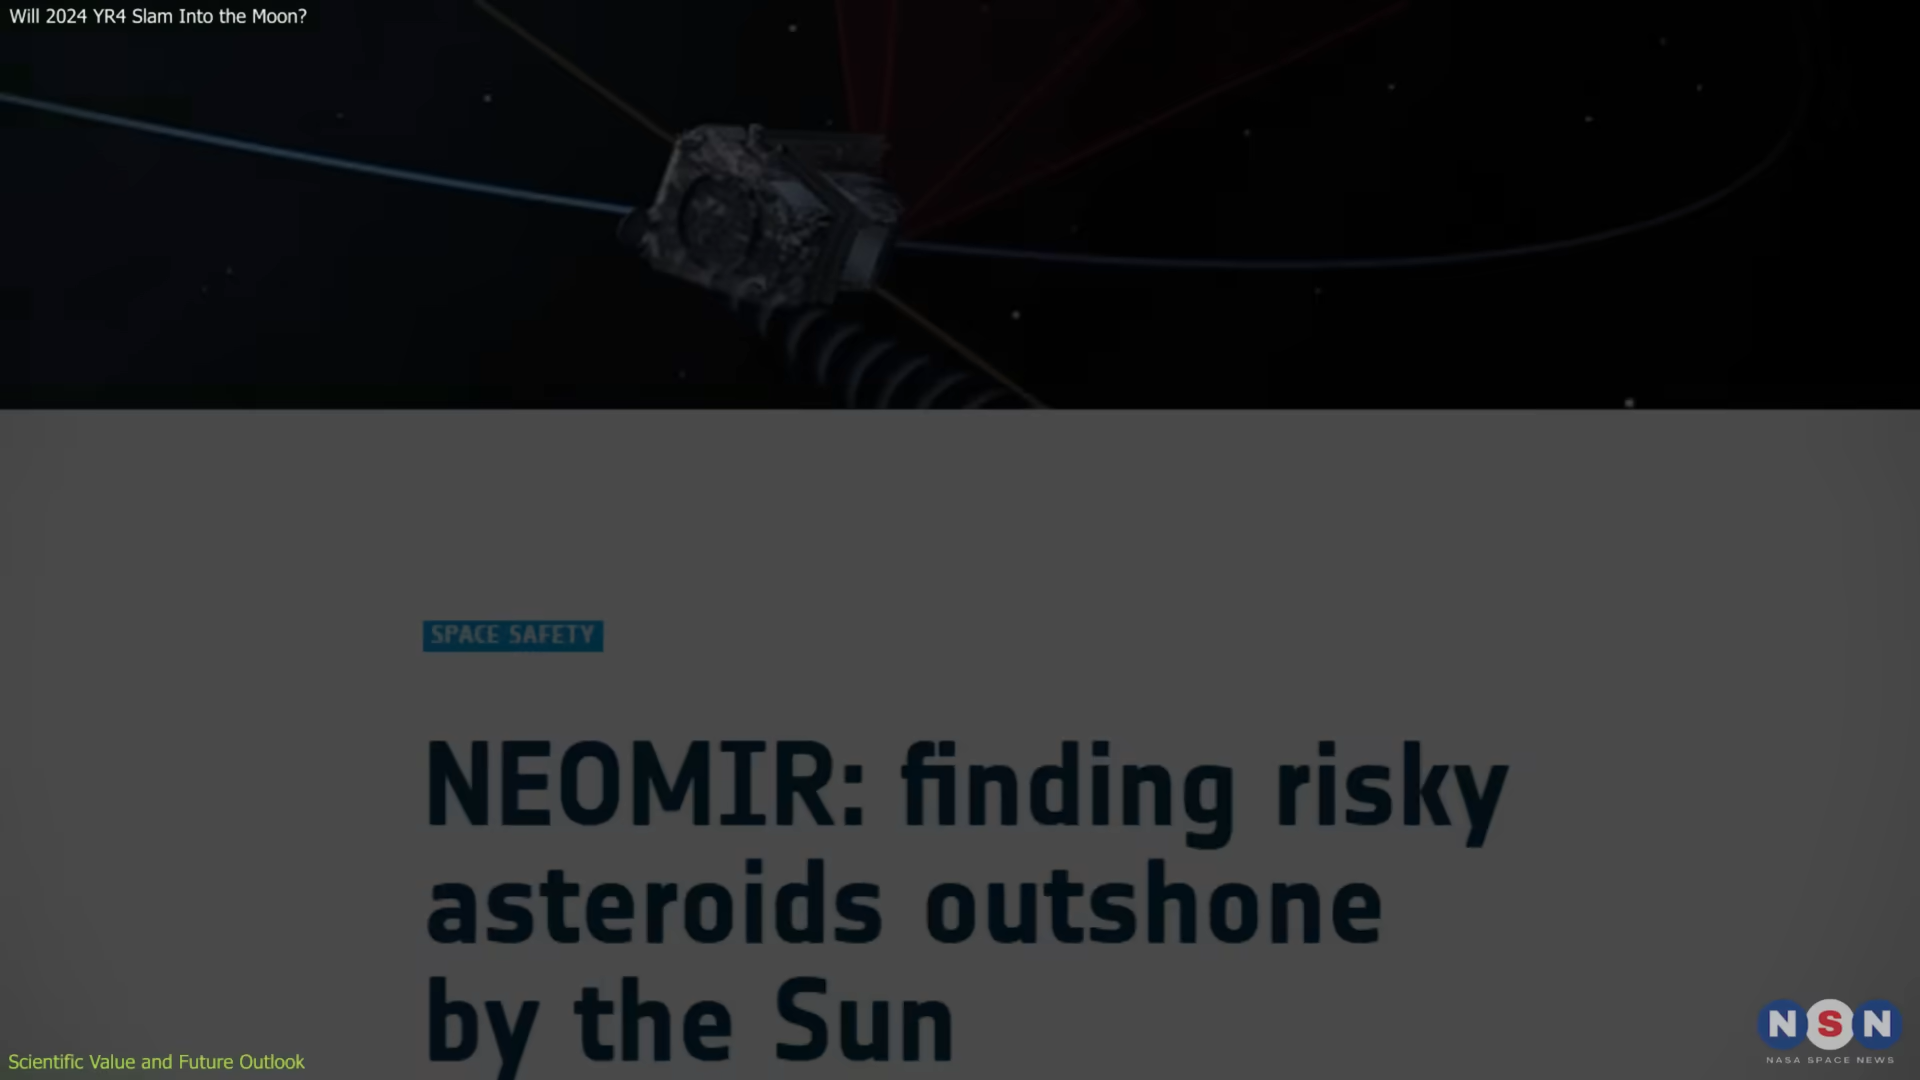 Will 2024 YR4 Slam Into the Moon?
SPACE SAFETY
NEOMIR: finding risky
asteroids outshone
by the Sun
NSN
NASA SPACE NEWS
Scientific Value and Future Outlook